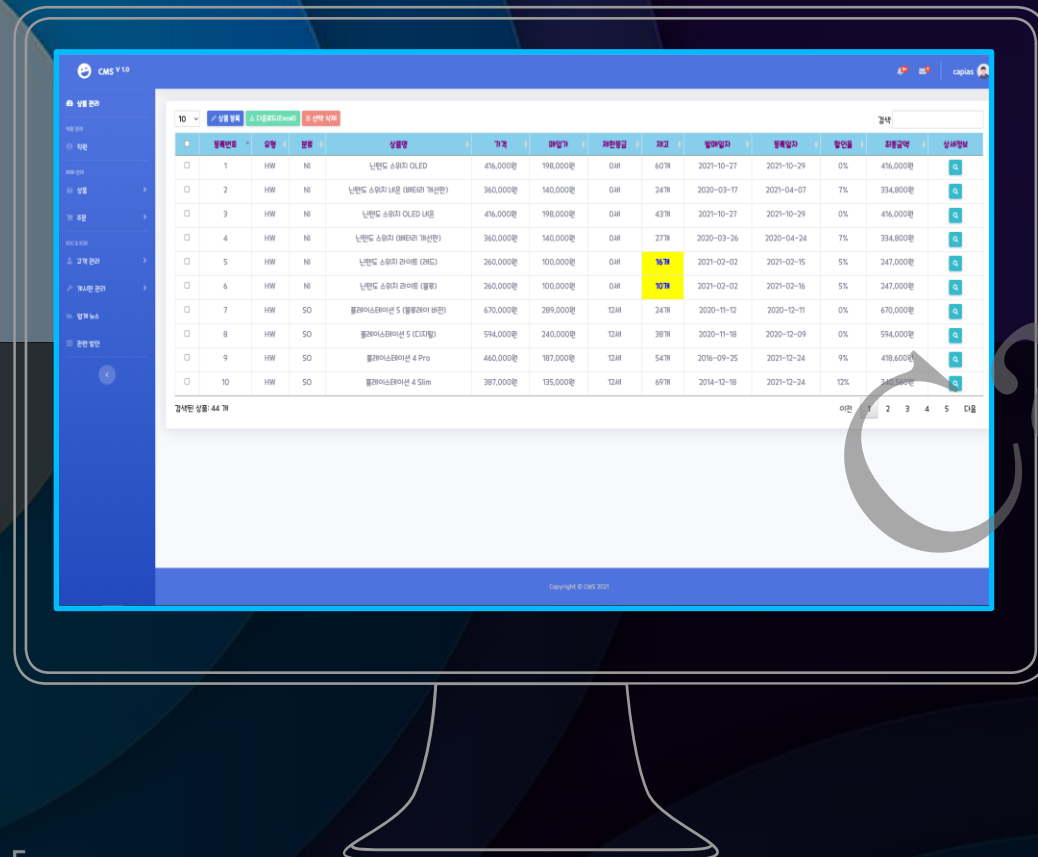 CMS V 1.0
capias
상품 관리
직원 관리
직원
상품
주문
고객 관리
게시판 관리
업계 뉴스
관련 법안
10 상품 등록 다운로드(Excel) 선택 삭제
검색
등록번호 유형 분류 상품명 가격 매입가 제한등급 재고 발매일자 등록일자 할인율 최종금액 상세정보
1 HW NI 닌텐도 스위치 OLED 416,000원 198,000원 0세 60개 2021-10-27 2021-10-29 0% 416,000원
2 HW NI 닌텐도 스위치 네온 (배터리 개선판) 360,000원 140,000원 0세 24개 2020-03-17 2021-04-07 7% 334,800원
3 HW NI 닌텐도 스위치 OLED 네온 416,000원 198,000원 0세 43개 2021-10-27 2021-10-29 0% 416,000원
4 HW NI 닌텐도 스위치 (배터리 개선판) 360,000원 140,000원 0세 27개 2020-03-26 2020-04-24 7% 334,800원
5 HW NI 닌텐도 스위치 라이트 (레드) 260,000원 100,000원 0세 16개 2021-02-02 2021-02-15 5% 247,000원
6 HW NI 닌텐도 스위치 라이트 (블루) 260,000원 100,000원 0세 10개 2021-02-02 2021-02-16 5% 247,000원
7 HW SO 플레이스테이션 5 (블루레이 버전) 670,000원 289,000원 12세 24개 2020-11-12 2020-12-11 0% 670,000원
8 HW SO 플레이스테이션 5 (디지털) 594,000원 240,000원 12세 38개 2020-11-18 2020-12-09 0% 594,000원
9 HW SO 플레이스테이션 4 Pro 460,000원 187,000원 12세 54개 2016-09-25 2021-12-24 9% 418,600원
10 HW SO 플레이스테이션 4 Slim 387,000원 135,000원 12세 69개 2014-12-18 2021-12-24 12% 340,560원
검색된 상품: 44 개
이전 1 2 3 4 5 다음
Copyright © CMS 2021